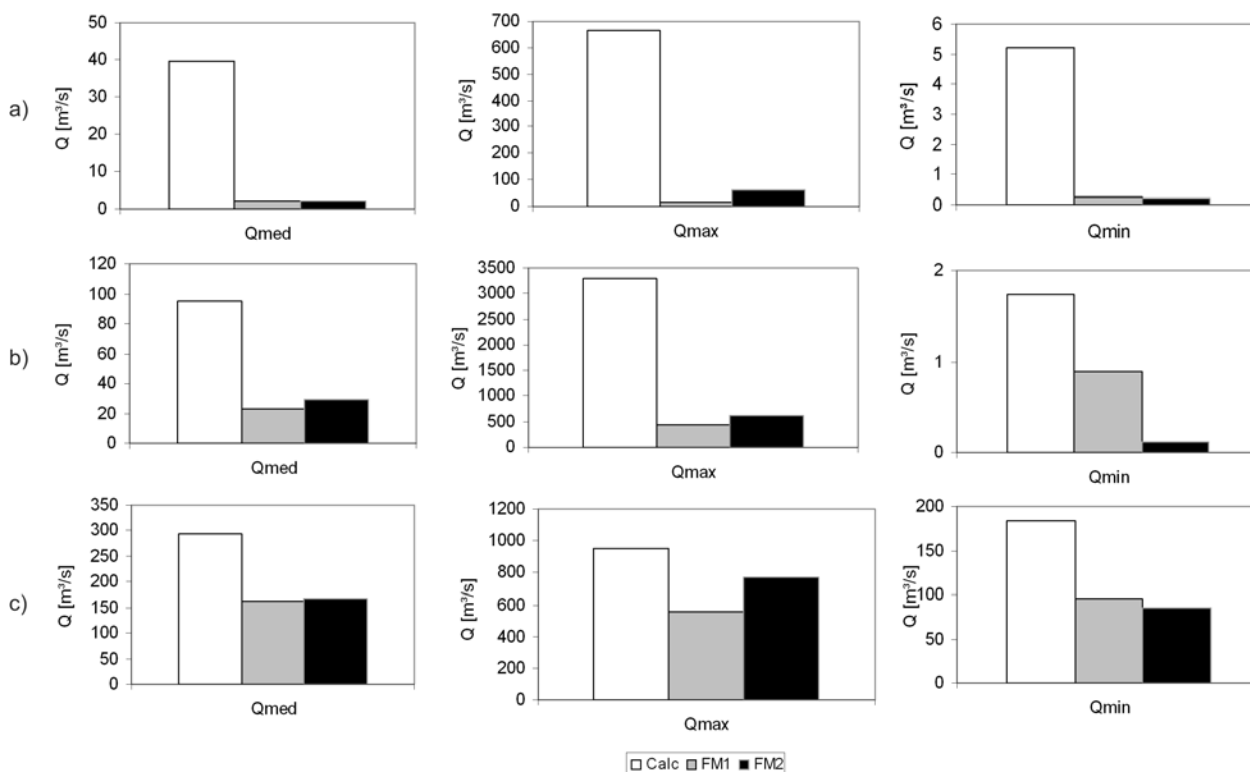 a)
Q [m³/s]
50
40
30
20
10
0
Qmed
Q [m³/s]
700
600
500
400
300
200
100
0
Qmax
Q [m³/s]
6
5
4
3
2
1
0
Qmin
b)
Q [m³/s]
120
100
80
60
40
20
0
Qmed
Q [m³/s]
3500
3000
2500
2000
1500
1000
500
0
Qmax
Q [m³/s]
2
1
0
Qmin
c)
Q [m³/s]
350
300
250
200
150
100
50
0
Qmed
Q [m³/s]
1200
1000
800
600
400
200
0
Qmax
Q [m³/s]
200
150
100
50
0
Qmin
Calc FM1 FM2